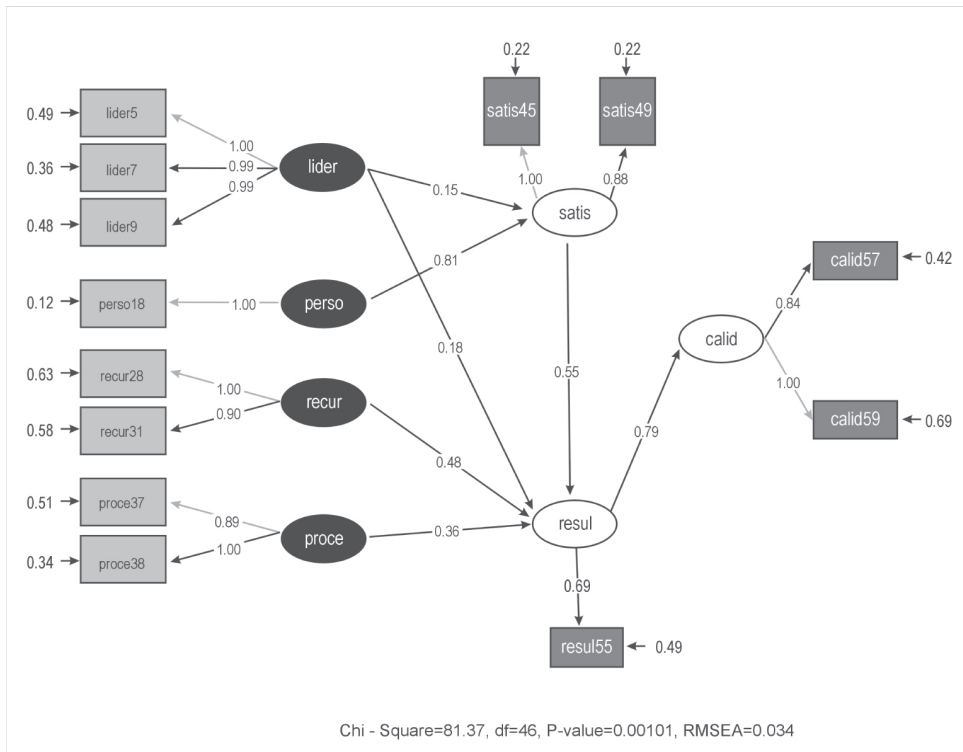 0.22 0.22
satis45 satis49
0.49 lider5
1.00
0.36 lider7
0.99
lider
0.99
0.48 lider9
0.15
1.00 0.88
satis
0.81
calid57 0.42
0.12 perso18 1.00 perso
0.84
calid
0.18
0.63 recur28
1.00
recur
0.90
0.58 recur31
0.55
1.00
calid59 0.69
0.79
0.48
0.51 proce37
0.89
proce
0.36
resul
1.00
0.34 proce38
0.69
resul55 0.49
Chi - Square=81.37, df=46, P-value=0.00101, RMSEA=0.034